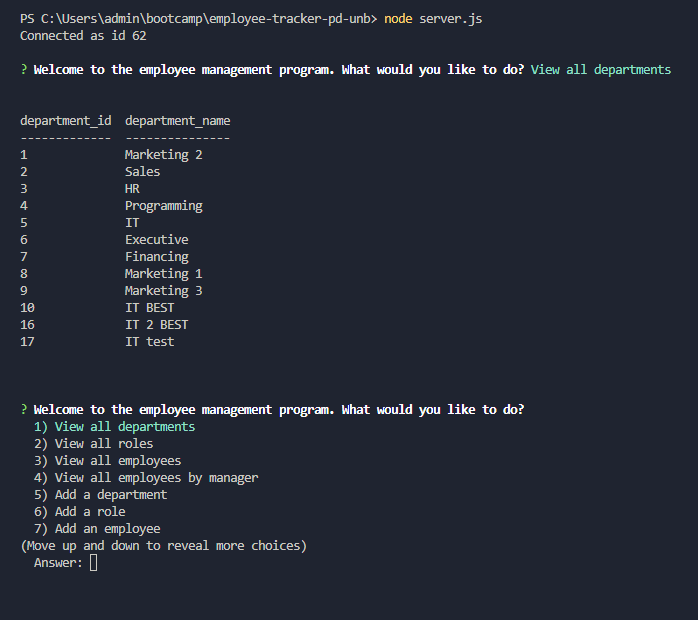 PS C:\Users\admin\bootcamp\employee-tracker-pd-unb> node server.js
Connected as id 62
? Welcome to the employee management program. What would you like to do? View all departments
department_id  department_name
-------------  ---------------
1              Marketing 2
2              Sales
3              HR
4              Programming
5              IT
6              Executive
7              Financing
8              Marketing 1
9              Marketing 3
10             IT BEST
16             IT 2 BEST
17             IT test
? Welcome to the employee management program. What would you like to do?
  1) View all departments
  2) View all roles
  3) View all employees
  4) View all employees by manager
  5) Add a department
  6) Add a role
  7) Add an employee
(Move up and down to reveal more choices)
  Answer: